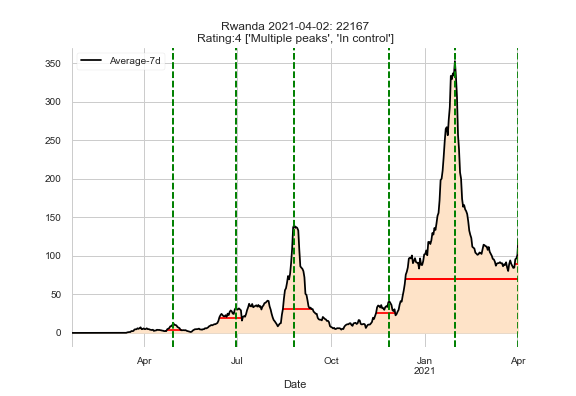 Rwanda 2021-04-02: 22167
Rating:4 ['Multiple peaks', 'In control']
Average-7d
350
300
250
200
150
100
50
0
Apr
Jul
Oct
Jan
2021
Apr
Date